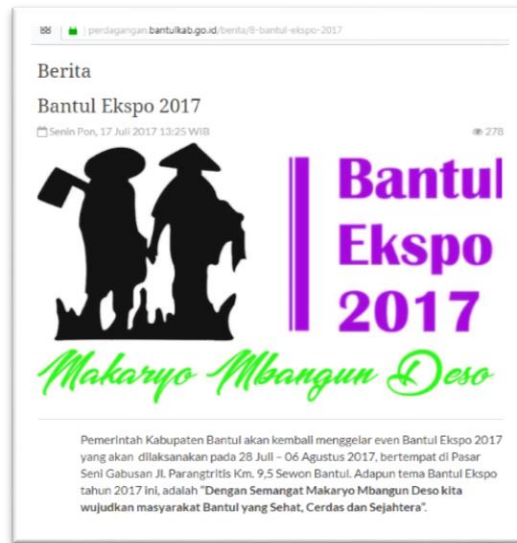 perdagangan.bantulkab.go.id/berita/8-bantul-ekspo-2017
Berita
Bantul Ekspo 2017
Senin Pon, 17 Juli 2017 13:25 WIB
278
Bantul
Ekspo
2017
Makaryo Mbangun Deso
Pemerintah Kabupaten Bantul akan kembali menggelar even Bantul Ekspo 2017
yang akan dilaksanakan pada 28 Juli – 06 Agustus 2017, bertempat di Pasar
Seni Gabusan Jl. Parangtritis Km. 9,5 Sewon Bantul. Adapun tema Bantul Ekspo
tahun 2017 ini, adalah "Dengan Semangat Makaryo Mbangun Deso kita
wujudkan masyarakat Bantul yang Sehat, Cerdas dan Sejahtera".